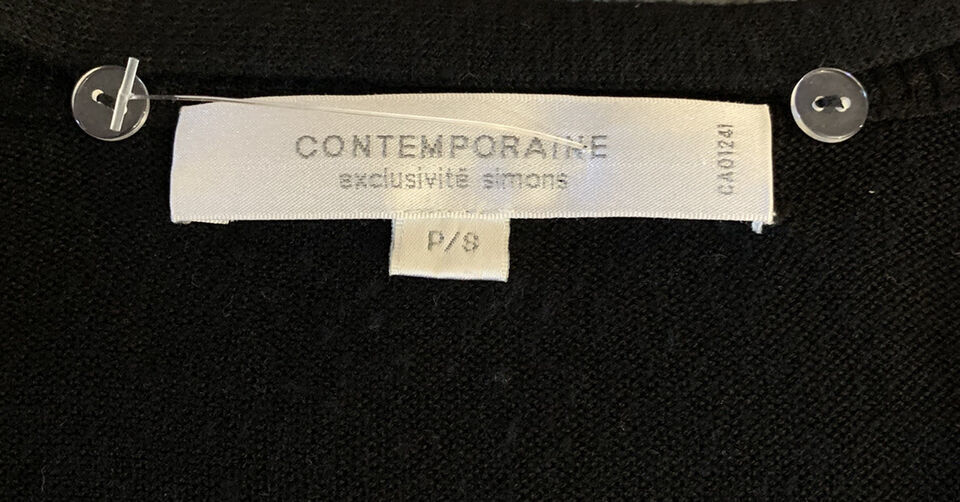 CONTEMPORAINE
exclusivité simons
CA01241
P/S